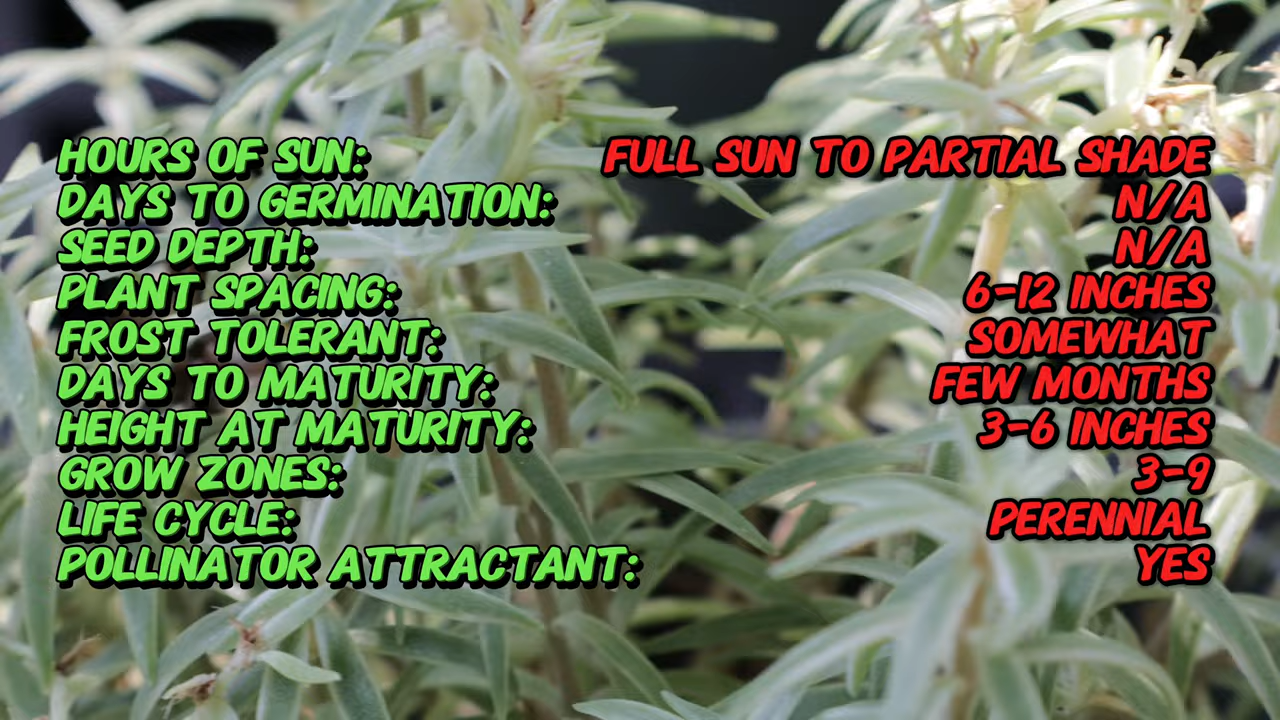 HOURS OF SUN: FULL SUN TO PARTIAL SHADE
DAYS TO GERMINATION: N/A
SEED DEPTH: N/A
PLANT SPACING: 6-12 INCHES
FROST TOLERANT: SOMEWHAT
DAYS TO MATURITY: FEW MONTHS
HEIGHT AT MATURITY: 3-6 INCHES
GROW ZONES: 3-9
LIFE CYCLE: PERENNIAL
POLLINATOR ATTRACTANT: YES